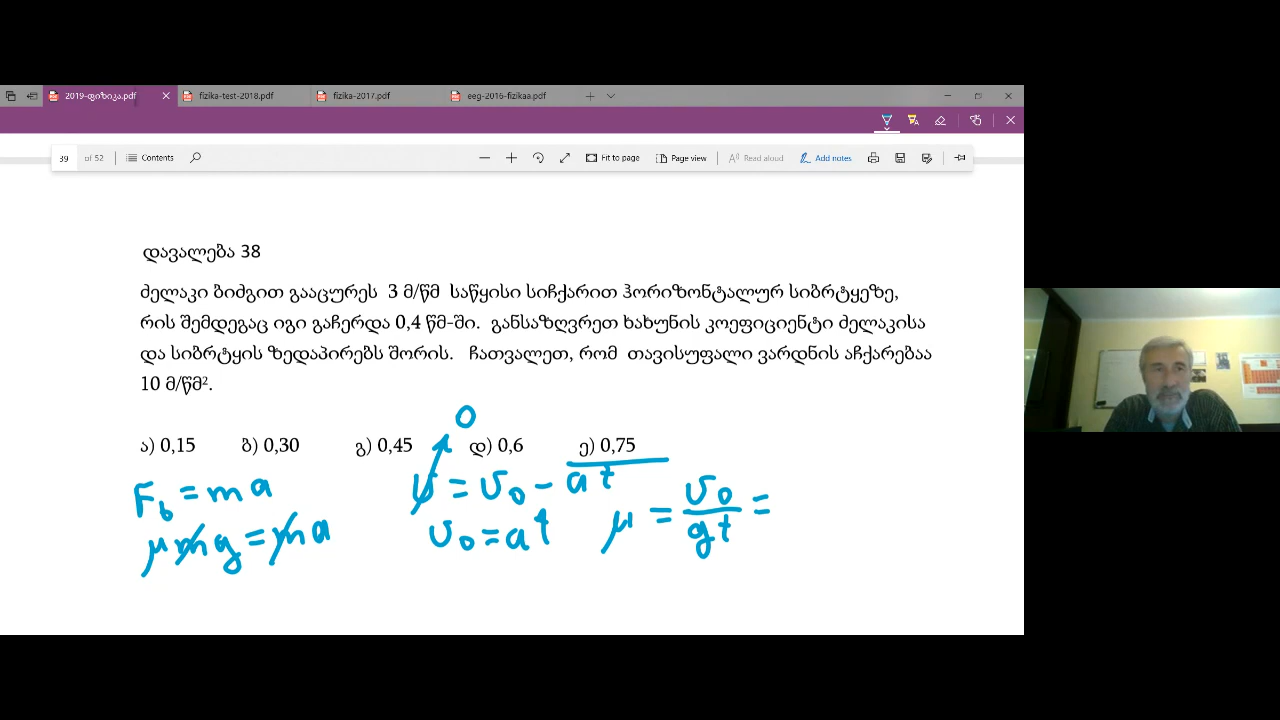 2019-ფიზიკა.pdf fizika-test-2018.pdf fizika-2017.pdf eeg-2016-fizikaa.pdf
39 of 52 Contents Fit to page Page view Read aloud Add notes
დავალება 38
ძელაკი ბიძგით გააცურეს 3 მ/წმ საწყისი სიჩქარით ჰორიზონტალურ სიბრტყეზე,
რის შემდეგაც იგი გაჩერდა 0,4 წმ-ში. განსაზღვრეთ ხახუნის კოეფიციენტი ძელაკისა
და სიბრტყის ზედაპირებს შორის. ჩათვალეთ, რომ თავისუფალი ვარდნის აჩქარებაა
10 მ/წმ².
0
ა) 0,15 ბ) 0,30 გ) 0,45 დ) 0,6 ე) 0,75
F_b = ma υ = υ₀ - at
μmg = ma υ₀ = at μ = υ₀/gt =